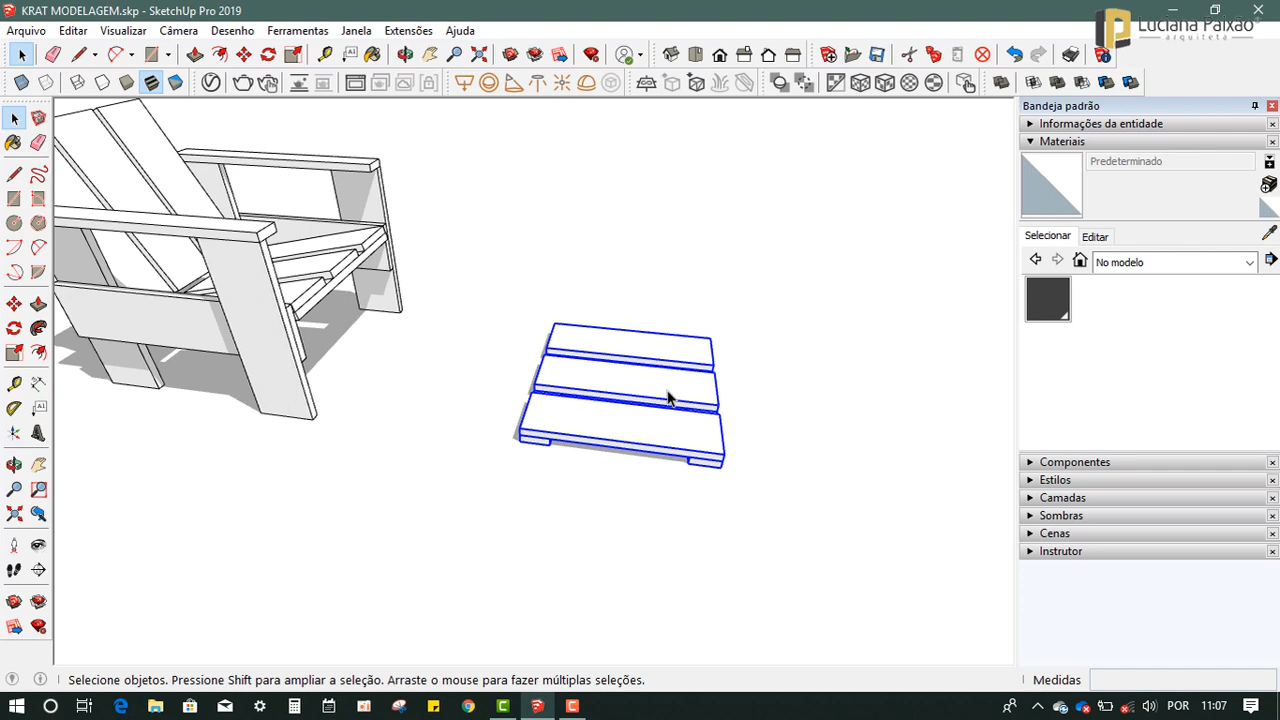 KRAT MODELAGEM.skp - SketchUp Pro 2019
Luciana Paixão
arquiteta
Arquivo Editar Visualizar Câmera Desenho Ferramentas Janela Extensões Ajuda
Bandeja padrão
Informações da entidade
Materiais
Predeterminado
Selecionar Editar
No modelo
Componentes
Estilos
Camadas
Sombras
Cenas
Instrutor
Selecione objetos. Pressione Shift para ampliar a seleção. Arraste o mouse para fazer múltiplas seleções.
Medidas
POR 11:07